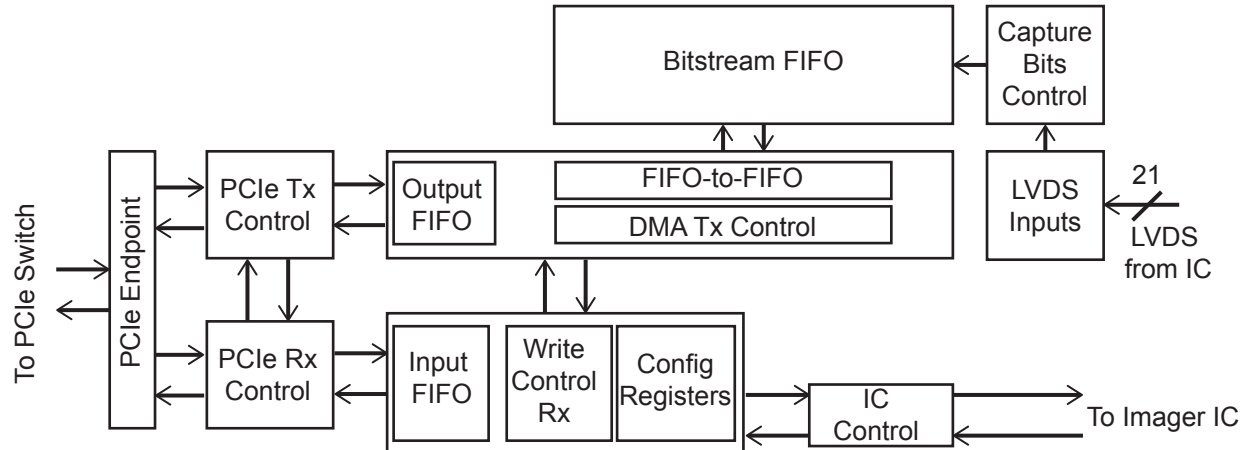 Bitstream FIFO
Capture
Bits
Control
PCIe Tx
Control
Output
FIFO
FIFO-to-FIFO
DMA Tx Control
LVDS
Inputs
21
LVDS
from IC
To PCIe Switch
PCIe Endpoint
PCIe Rx
Control
Input
FIFO
Write
Control
Rx
Config
Registers
IC
Control
To Imager IC